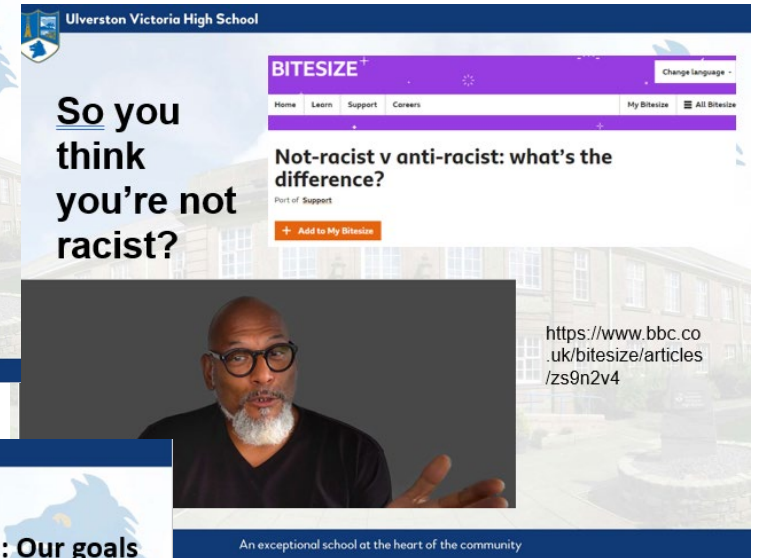 Ulverston Victoria High School
So you
think
you're not
racist?
BITESIZE
Change language
Home Learn Support Careers
My Bitesize All Bitesize
Not-racist v anti-racist: what's the
difference?
Part of Support
+ Add to My Bitesize
https://www.bbc.co
.uk/bitesize/articles
/zs9n2v4
: Our goals
An exceptional school at the heart of the community